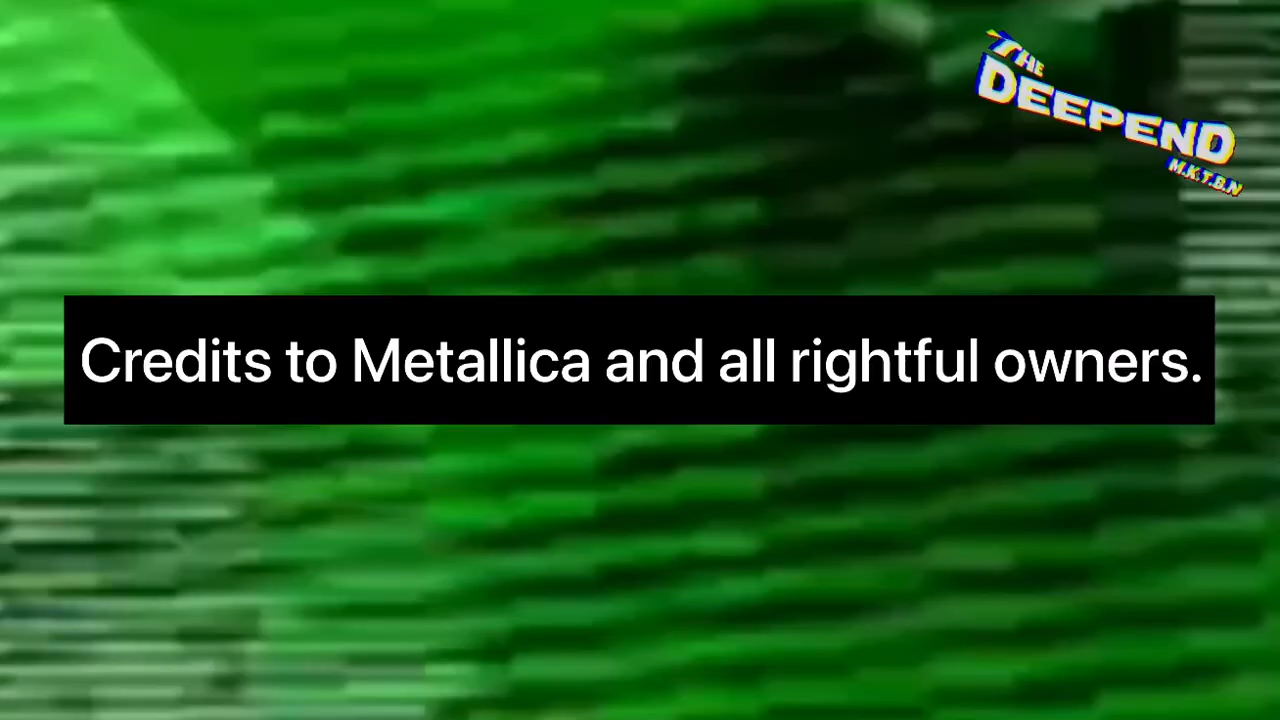 THE
DEEPEND
M.K.T.B.N
Credits to Metallica and all rightful owners.